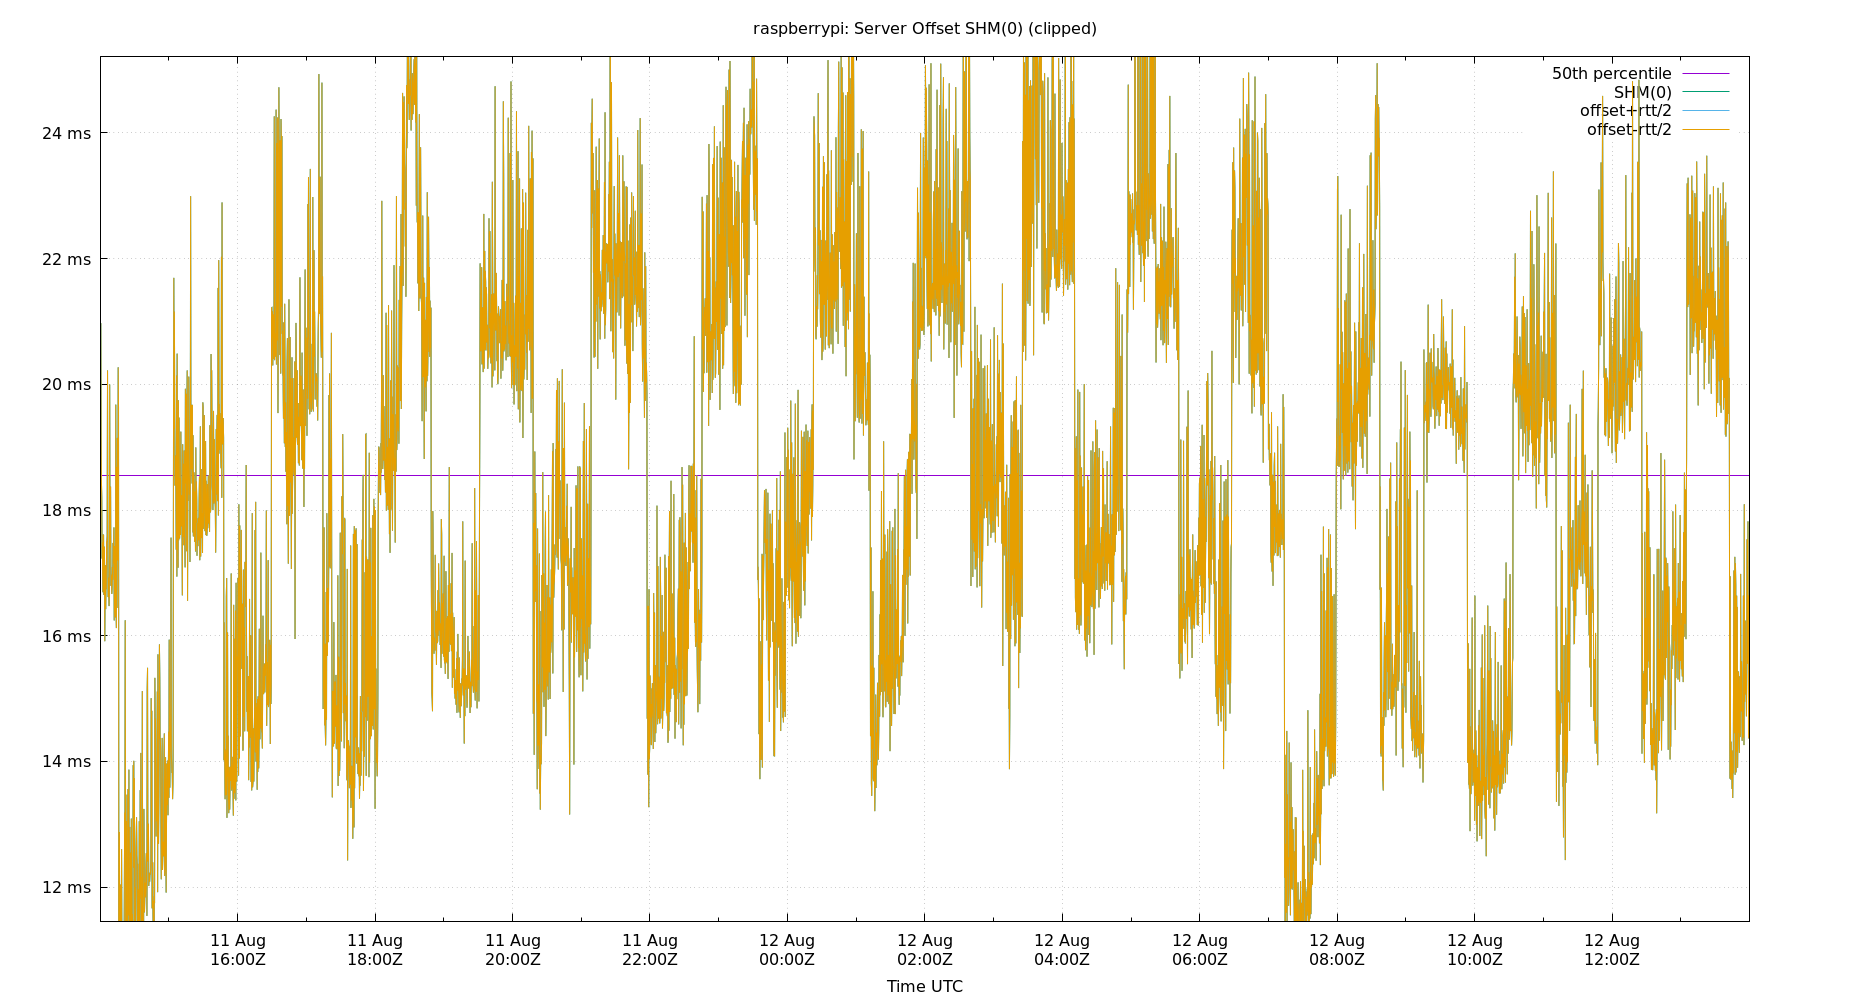 raspberrypi: Server Offset SHM(0) (clipped)
50th percentile
SHM(0)
offset+rtt/2
offset-rtt/2
24 ms
22 ms
20 ms
18 ms
16 ms
14 ms
12 ms
11 Aug 11 Aug 11 Aug 11 Aug 12 Aug 12 Aug 12 Aug 12 Aug 12 Aug 12 Aug 12 Aug
16:00Z 18:00Z 20:00Z 22:00Z 00:00Z 02:00Z 04:00Z 06:00Z 08:00Z 10:00Z 12:00Z
Time UTC